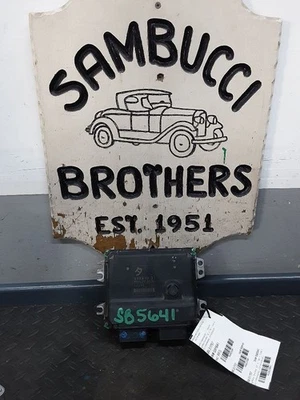 SAMBUCCI
BROTHERS
EST. 1951
SB5641